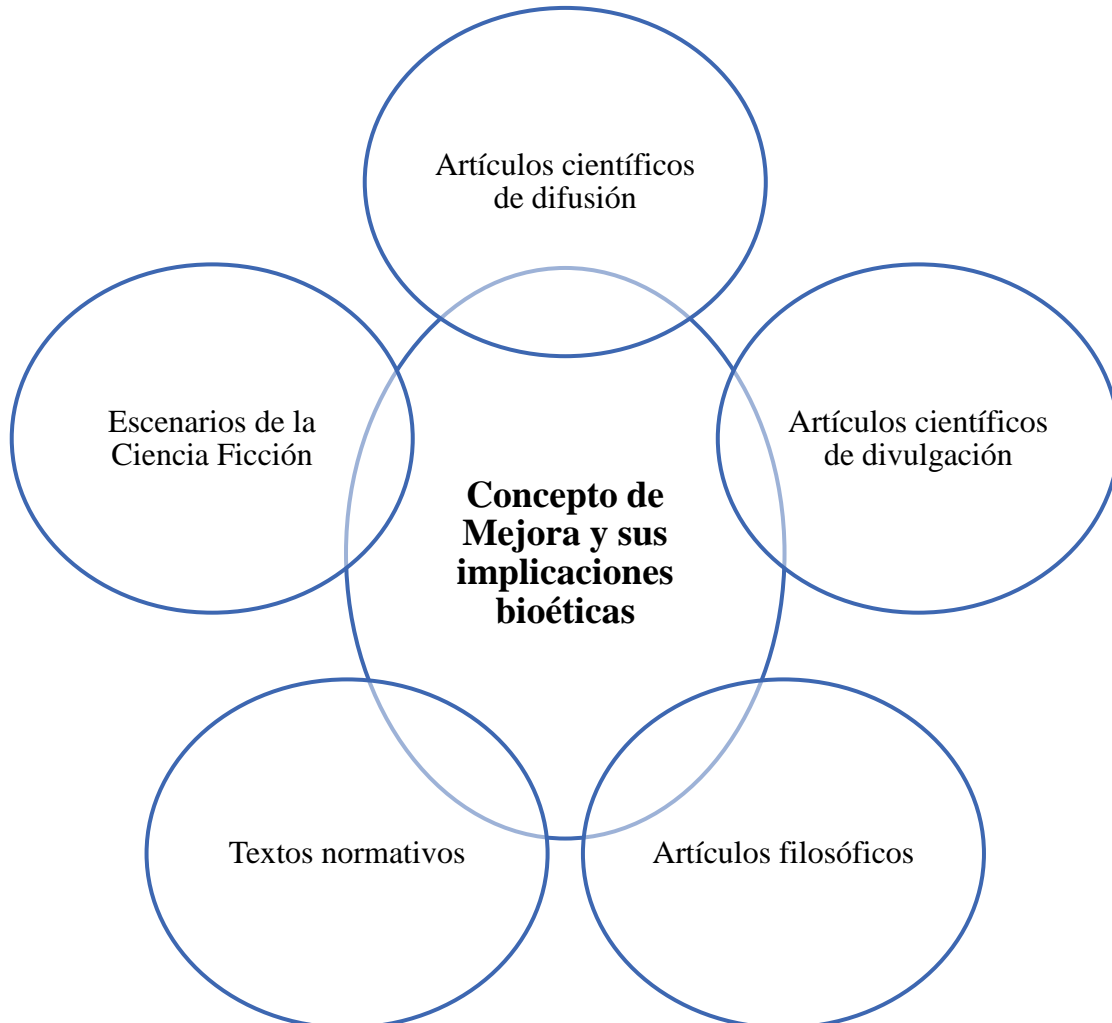 Artículos científicos
de difusión
Escenarios de la
Ciencia Ficción
Artículos científicos
de divulgación
Concepto de
Mejora y sus
implicaciones
bioéticas
Textos normativos
Artículos filosóficos